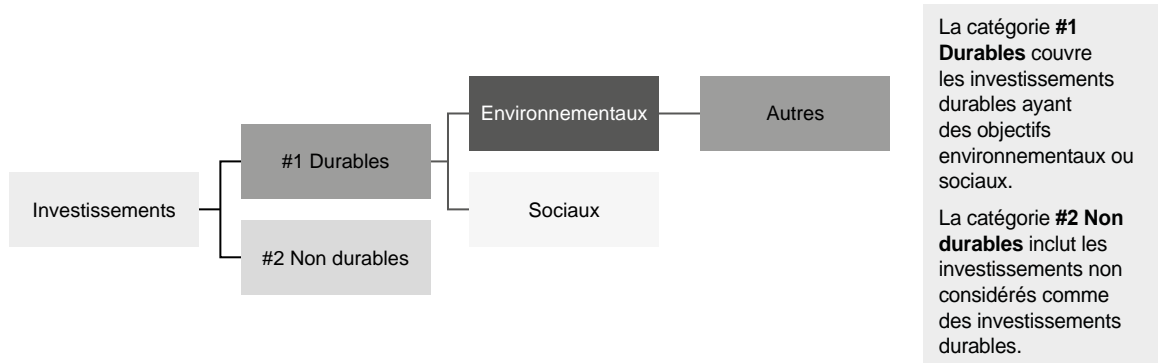 Investissements
#1 Durables
#2 Non durables
Environnementaux
Sociaux
Autres
La catégorie #1
Durables couvre
les investissements
durables ayant
des objectifs
environnementaux ou
sociaux.
La catégorie #2 Non
durables inclut les
investissements non
considérés comme
des investissements
durables.